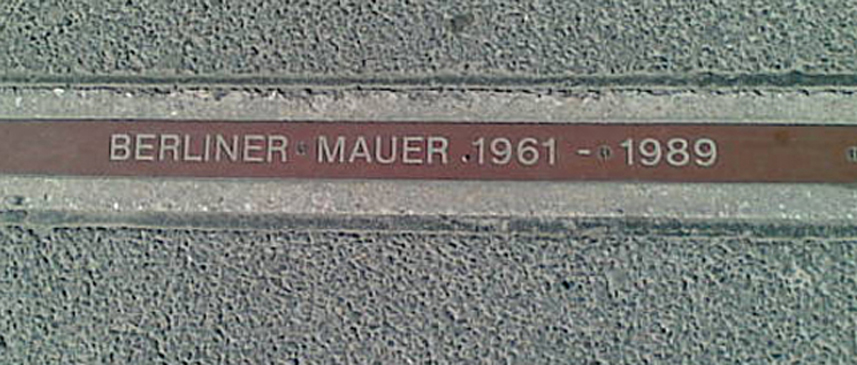 BERLINER MAUER 1961 - 1989